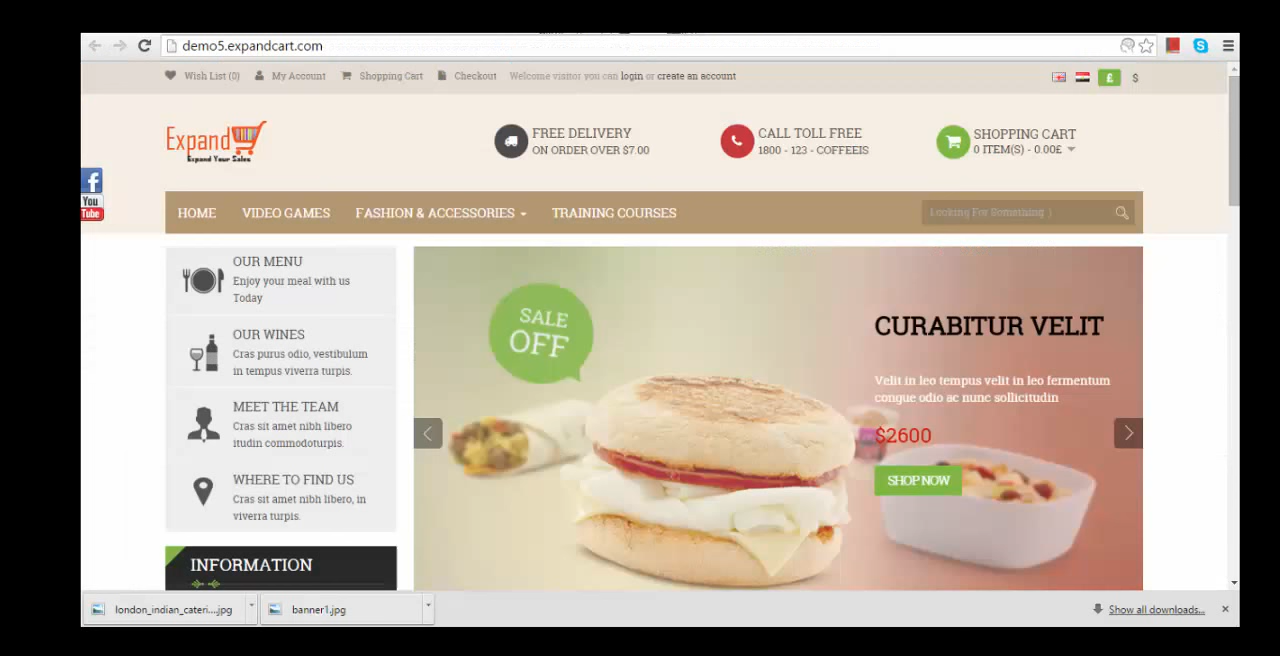 demo5.expandcart.com
Wish List (0) My Account Shopping Cart Checkout Welcome visitor you can login or create an account £ $
Expand
Expand Your Sales
FREE DELIVERY
ON ORDER OVER $7.00
CALL TOLL FREE
1800 - 123 - COFFEEIS
SHOPPING CART
0 ITEM(S) - 0.00£
f
You
Tube
HOME VIDEO GAMES FASHION & ACCESSORIES TRAINING COURSES Looking For Something :)
OUR MENU
Enjoy your meal with us
Today
OUR WINES
Cras purus odio, vestibulum
in tempus viverra turpis.
MEET THE TEAM
Cras sit amet nibh libero
itudin commodoturpis.
WHERE TO FIND US
Cras sit amet nibh libero, in
viverra turpis.
INFORMATION
SALE
OFF
CURABITUR VELIT
Velit in leo tempus velit in leo fermentum
congue odio ac nunc sollicitudin
$2600
SHOP NOW
london_indian_cateri....jpg banner1.jpg Show all downloads...